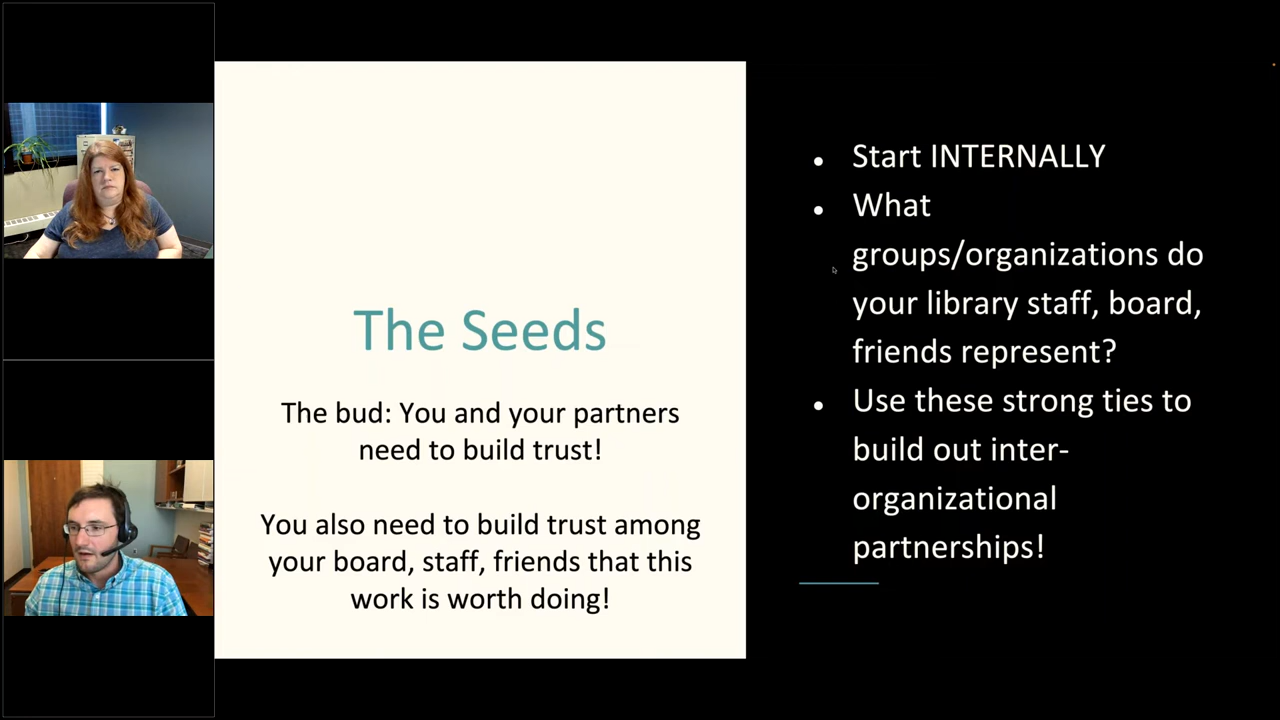 The Seeds
The bud: You and your partners
need to build trust!
You also need to build trust among
your board, staff, friends that this
work is worth doing!
• Start INTERNALLY
• What
groups/organizations do
your library staff, board,
friends represent?
• Use these strong ties to
build out inter-
organizational
partnerships!